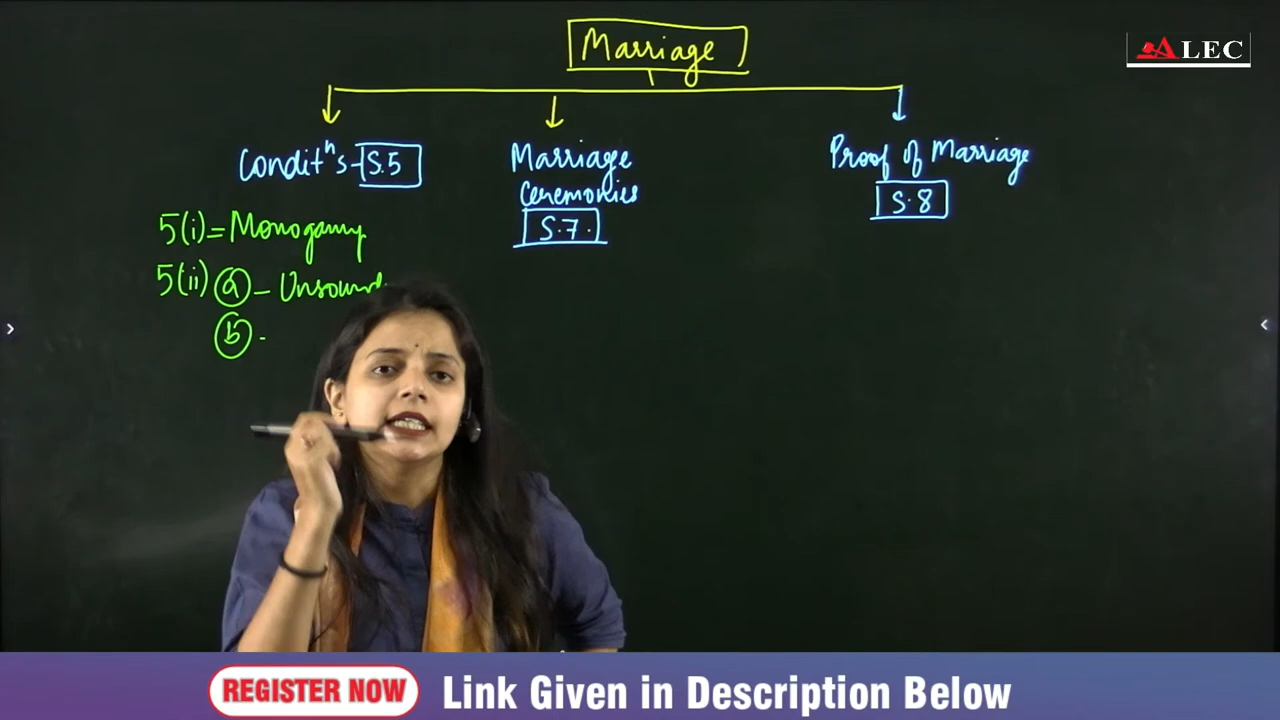 Marriage
ALEC
Condit^n s - S.5
Marriage
Ceremonies
S.7.
Proof of Marriage
S.8
5(i) = Monogamy
5(ii) (a) - Unsound
(b) -
REGISTER NOW
Link Given in Description Below